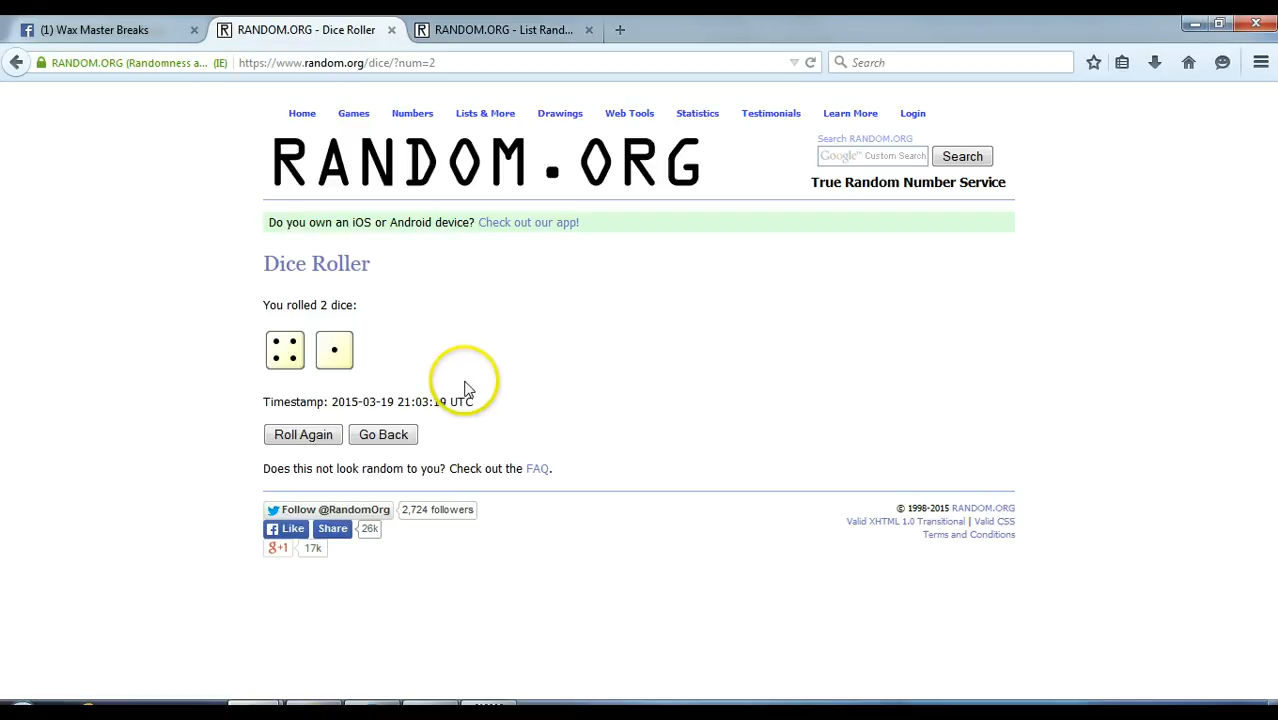 (1) Wax Master Breaks
RANDOM.ORG - Dice Roller
RANDOM.ORG - List Rand...
RANDOM.ORG (Randomness a... (IE)
https://www.random.org/dice/?num=2
Search
Home Games Numbers Lists & More Drawings Web Tools Statistics Testimonials Learn More Login
RANDOM.ORG
Search RANDOM.ORG
Google™ Custom Search
Search
True Random Number Service
Do you own an iOS or Android device? Check out our app!
Dice Roller
You rolled 2 dice:
Timestamp: 2015-03-19 21:03:19 UTC
Roll Again Go Back
Does this not look random to you? Check out the FAQ.
Follow @RandomOrg 2,724 followers
Like Share 26k
g+1 17k
© 1998-2015 RANDOM.ORG
Valid XHTML 1.0 Transitional | Valid CSS
Terms and Conditions